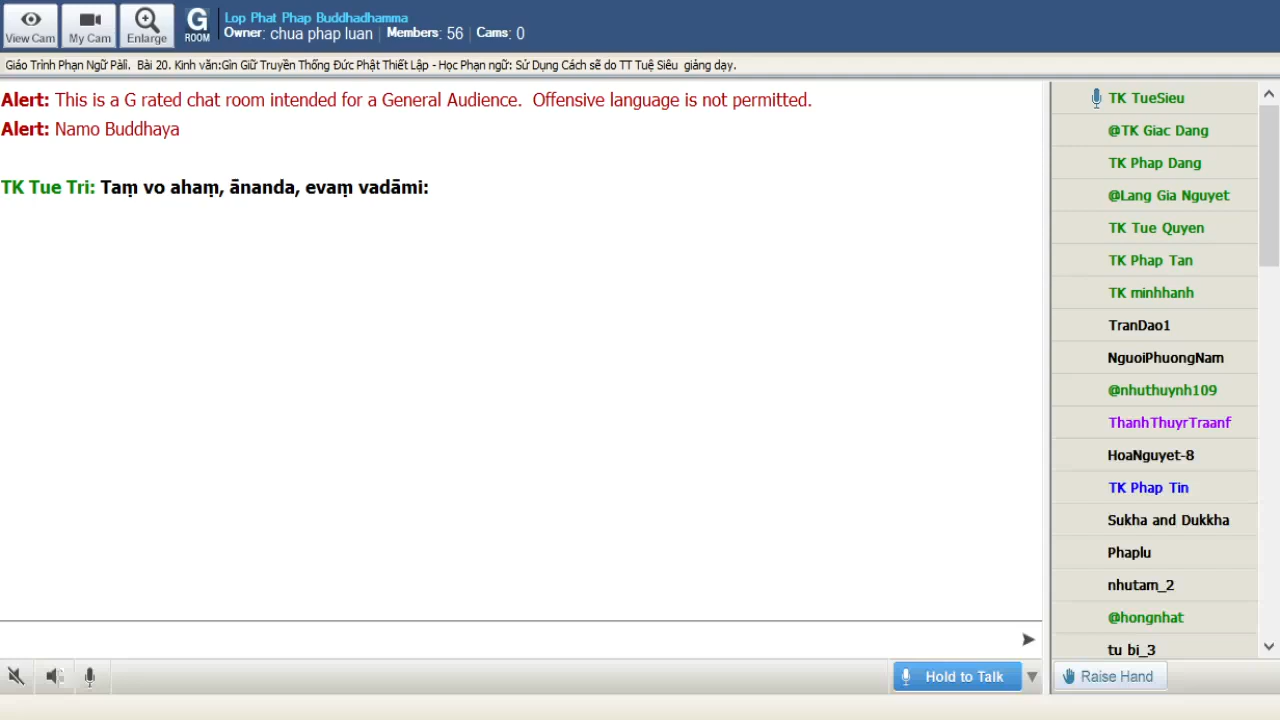 View Cam
My Cam
Enlarge
G
ROOM
Lop Phat Phap Buddhadhamma
Owner: chua phap luan | Members: 56 | Cams: 0
Giáo Trình Phạn Ngữ Pàli. Bài 20. Kinh văn:Gìn Giữ Truyền Thống Đức Phật Thiết Lập - Học Phạn ngữ: Sử Dụng Cách sẽ do TT Tuệ Siêu giảng dạy.
Alert: This is a G rated chat room intended for a General Audience. Offensive language is not permitted.
Alert: Namo Buddhaya
TK Tue Tri: Taṃ vo ahaṃ, ānanda, evaṃ vadāmi:
TK TueSieu
@TK Giac Dang
TK Phap Dang
@Lang Gia Nguyet
TK Tue Quyen
TK Phap Tan
TK minhhanh
TranDao1
NguoiPhuongNam
@nhuthuynh109
ThanhThuyrTraanf
HoaNguyet-8
TK Phap Tin
Sukha and Dukkha
Phaplu
nhutam_2
@hongnhat
tu bi_3
Hold to Talk
Raise Hand